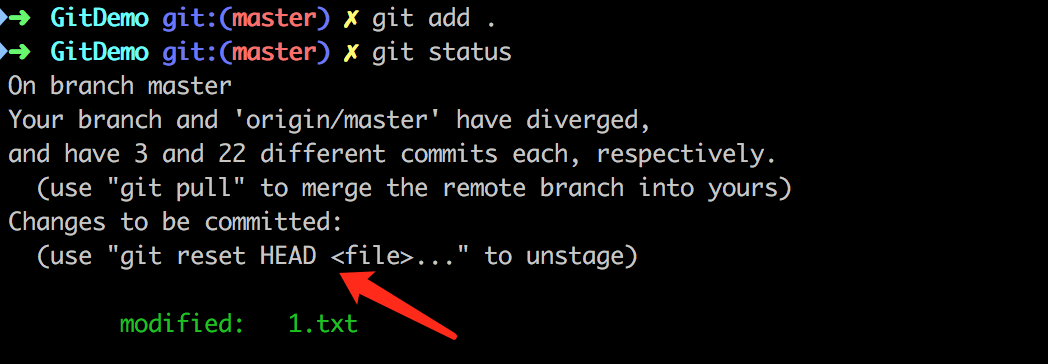 ➜ GitDemo git:(master) ✗ git add .
➜ GitDemo git:(master) ✗ git status
On branch master
Your branch and 'origin/master' have diverged,
and have 3 and 22 different commits each, respectively.
  (use "git pull" to merge the remote branch into yours)
Changes to be committed:
  (use "git reset HEAD <file>..." to unstage)
        modified:   1.txt